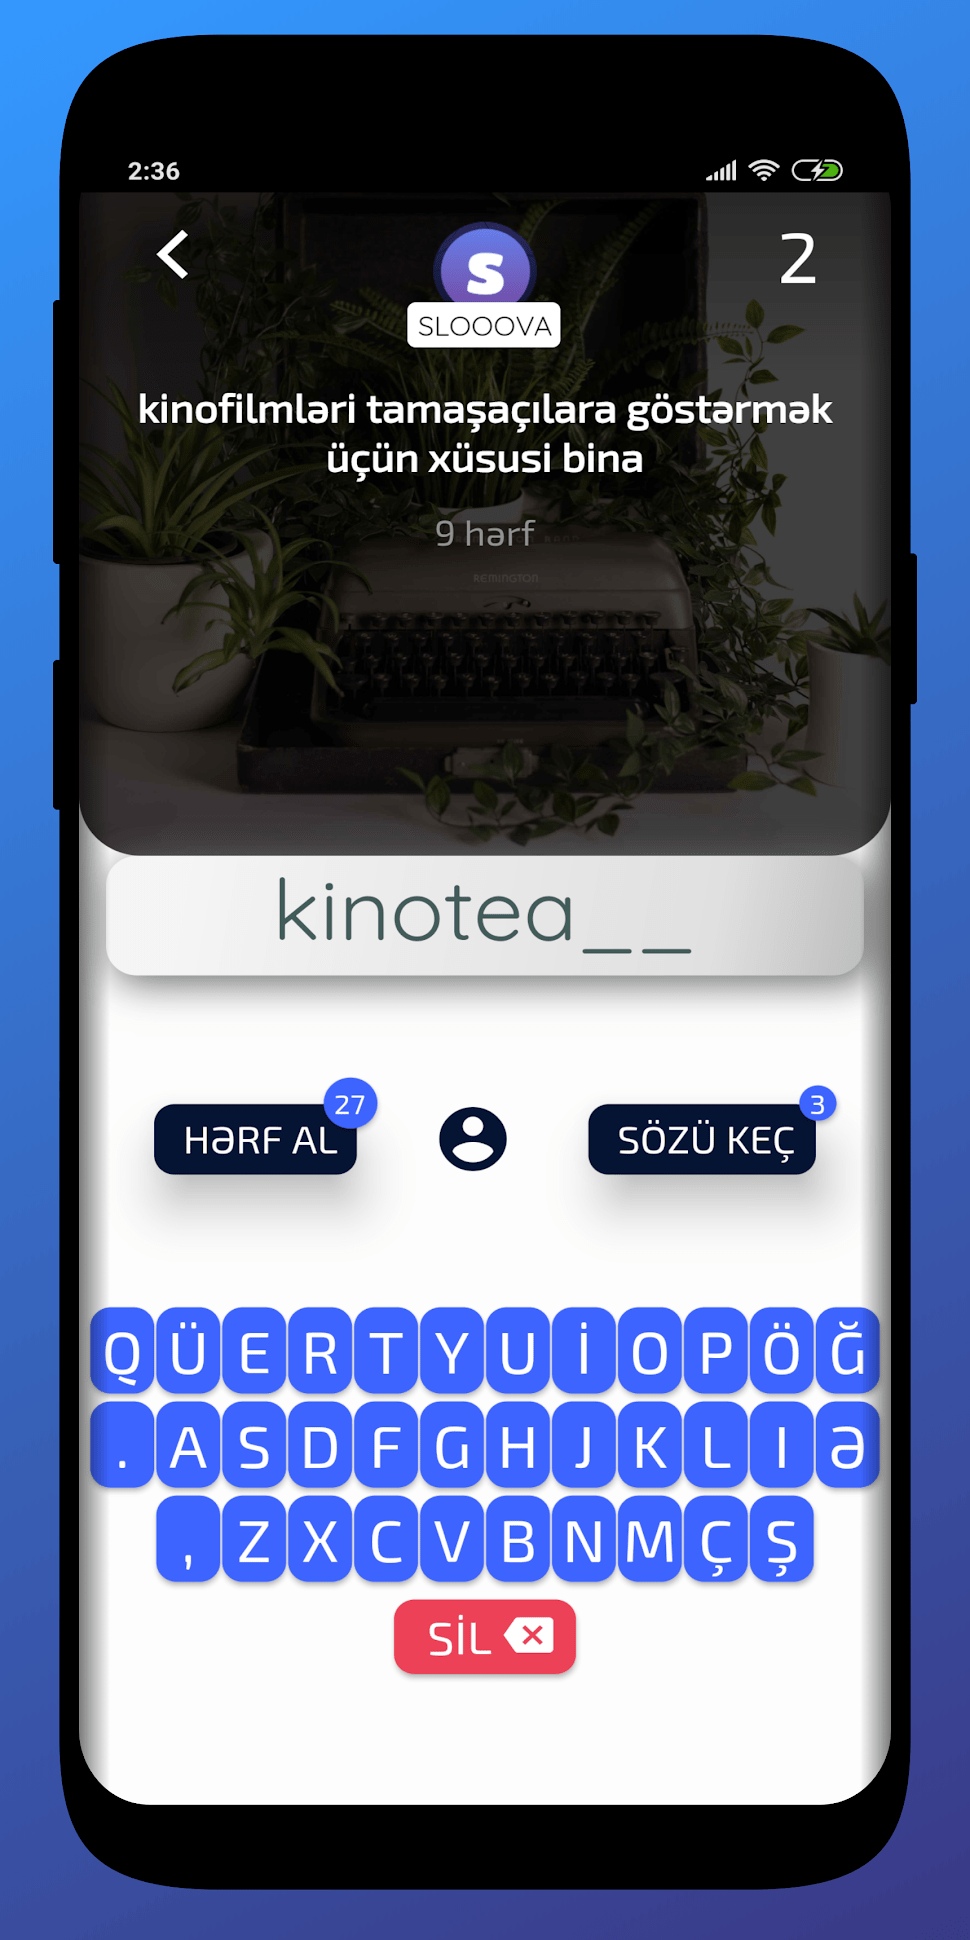 2:36
2
S
SLOOOVA
kinofilmləri tamaşaçılara göstərmək
üçün xüsusi bina
9 hərf
REMINGTON
kinotea__
HƏRF AL
27
SÖZÜ KEÇ
3
Q Ü E R T Y U İ O P Ö Ğ
. A S D F G H J K L I Ə
, Z X C V B N M Ç Ş
SİL